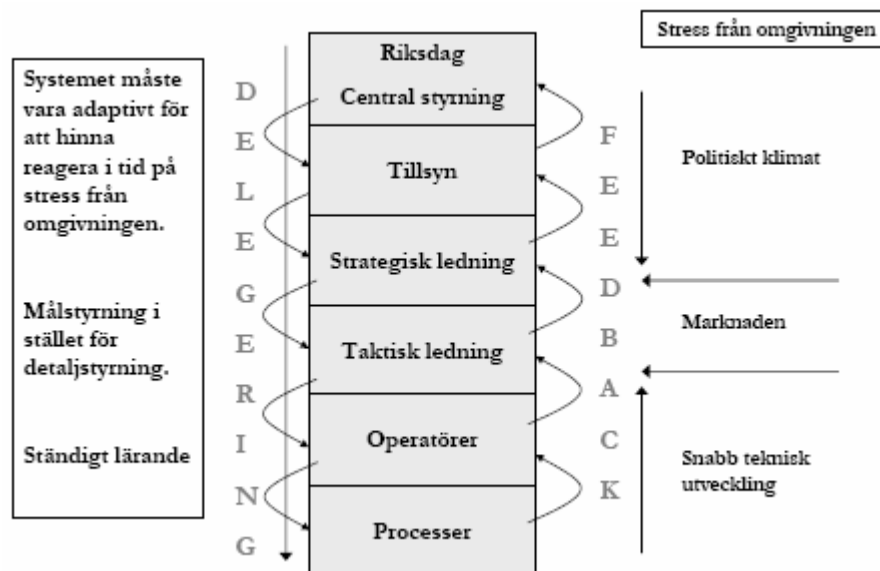 Stress från omgivningen
Systemet måste
vara adaptivt för
att hinna
reagera i tid på
stress från
omgivningen.
Målstyrning i
stället för
detaljstyrning.
Ständigt lärande
D
E
L
E
G
E
R
I
N
G
Riksdag
Central styrning
Tillsyn
Strategisk ledning
Taktisk ledning
Operatörer
Processer
F
E
E
D
B
A
C
K
Politiskt klimat
Marknaden
Snabb teknisk
utveckling